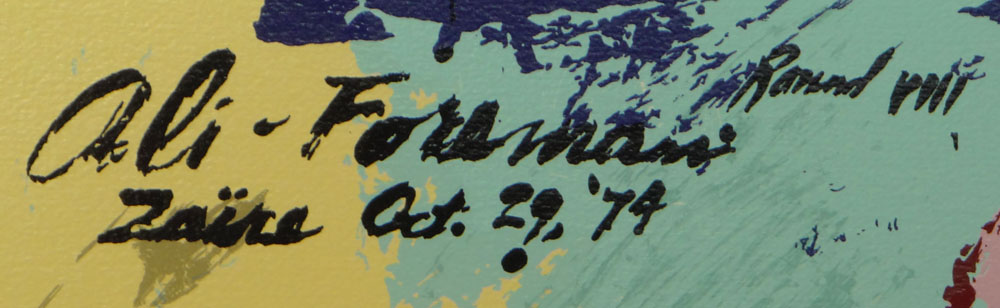 Ali - Foreman
Round VIII
Zaïre Oct. 29, '74